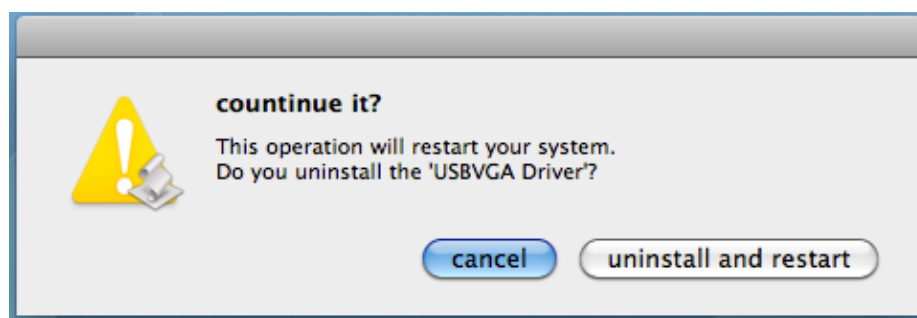 countinue it?
This operation will restart your system.
Do you uninstall the 'USBVGA Driver'?
cancel
uninstall and restart